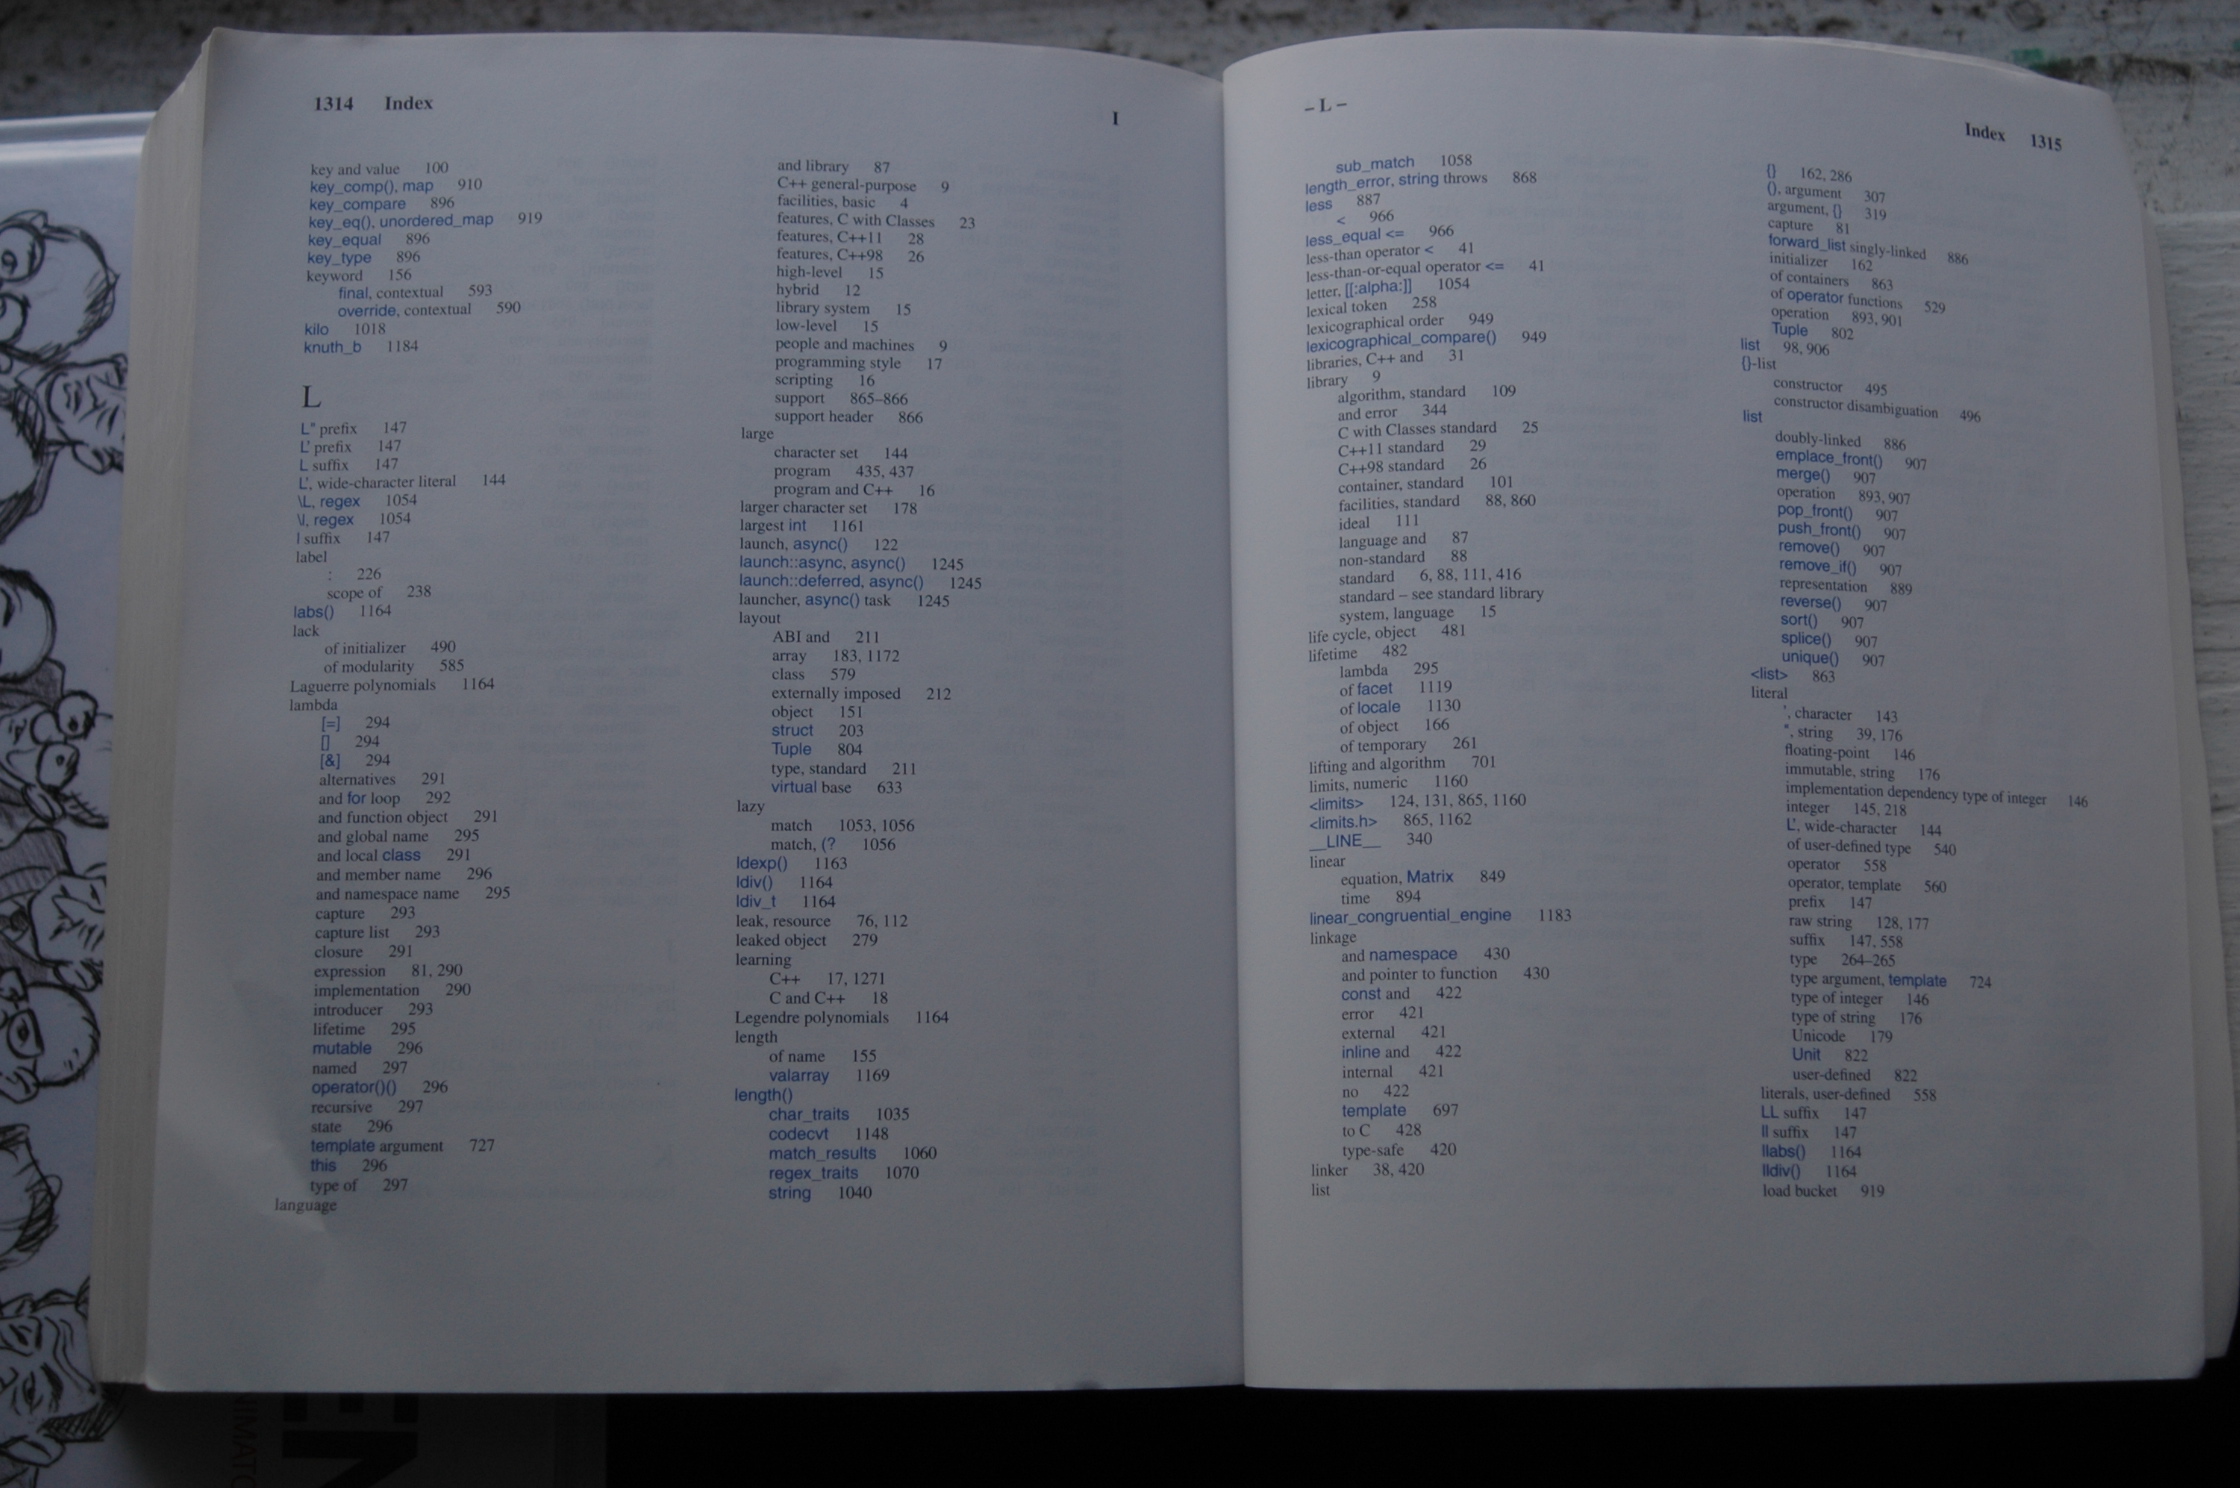 1314 Index
I
key and value 100
key_comp(), map 910
key_compare 896
key_eq(), unordered_map 919
key_equal 896
key_type 896
keyword 156
final, contextual 593
override, contextual 590
kilo 1018
knuth_b 1184
L
L" prefix 147
L' prefix 147
L suffix 147
L', wide-character literal 144
\L, regex 1054
\l, regex 1054
l suffix 147
label
: 226
scope of 238
labs() 1164
lack
of initializer 490
of modularity 585
Laguerre polynomials 1164
lambda
[=] 294
[] 294
[&] 294
alternatives 291
and for loop 292
and function object 291
and global name 295
and local class 291
and member name 296
and namespace name 295
capture 293
capture list 293
closure 291
expression 81, 290
implementation 290
introducer 293
lifetime 295
mutable 296
named 297
operator()() 296
recursive 297
state 296
template argument 727
this 296
type of 297
language
and library 87
C++ general-purpose 9
facilities, basic 4
features, C with Classes 23
features, C++11 28
features, C++98 26
high-level 15
hybrid 12
library system 15
low-level 15
people and machines 9
programming style 17
scripting 16
support 865–866
support header 866
large
character set 144
program 435, 437
program and C++ 16
larger character set 178
largest int 1161
launch, async() 122
launch::async, async() 1245
launch::deferred, async() 1245
launcher, async() task 1245
layout
ABI and 211
array 183, 1172
class 579
externally imposed 212
object 151
struct 203
Tuple 804
type, standard 211
virtual base 633
lazy
match 1053, 1056
match, (? 1056
ldexp() 1163
ldiv() 1164
ldiv_t 1164
leak, resource 76, 112
leaked object 279
learning
C++ 17, 1271
C and C++ 18
Legendre polynomials 1164
length
of name 155
valarray 1169
length()
char_traits 1035
codecvt 1148
match_results 1060
regex_traits 1070
string 1040
– L –
Index 1315
sub_match 1058
length_error, string throws 868
less 887
< 966
less_equal <= 966
less-than operator < 41
less-than-or-equal operator <= 41
letter, [[:alpha:]] 1054
lexical token 258
lexicographical order 949
lexicographical_compare() 949
libraries, C++ and 31
library 9
algorithm, standard 109
and error 344
C with Classes standard 25
C++11 standard 29
C++98 standard 26
container, standard 101
facilities, standard 88, 860
ideal 111
language and 87
non-standard 88
standard 6, 88, 111, 416
standard – see standard library
system, language 15
life cycle, object 481
lifetime 482
lambda 295
of facet 1119
of locale 1130
of object 166
of temporary 261
lifting and algorithm 701
limits, numeric 1160
<limits> 124, 131, 865, 1160
<limits.h> 865, 1162
__LINE__ 340
linear
equation, Matrix 849
time 894
linear_congruential_engine 1183
linkage
and namespace 430
and pointer to function 430
const and 422
error 421
external 421
inline and 422
internal 421
no 422
template 697
to C 428
type-safe 420
linker 38, 420
list
{} 162, 286
(), argument 307
argument, {} 319
capture 81
forward_list singly-linked 886
initializer 162
of containers 863
of operator functions 529
operation 893, 901
Tuple 802
list 98, 906
{}-list
constructor 495
constructor disambiguation 496
list
doubly-linked 886
emplace_front() 907
merge() 907
operation 893, 907
pop_front() 907
push_front() 907
remove() 907
remove_if() 907
representation 889
reverse() 907
sort() 907
splice() 907
unique() 907
<list> 863
literal
', character 143
", string 39, 176
floating-point 146
immutable, string 176
implementation dependency type of integer 146
integer 145, 218
L', wide-character 144
of user-defined type 540
operator 558
operator, template 560
prefix 147
raw string 128, 177
suffix 147, 558
type 264–265
type argument, template 724
type of integer 146
type of string 176
Unicode 179
Unit 822
user-defined 822
literals, user-defined 558
LL suffix 147
ll suffix 147
llabs() 1164
lldiv() 1164
load bucket 919